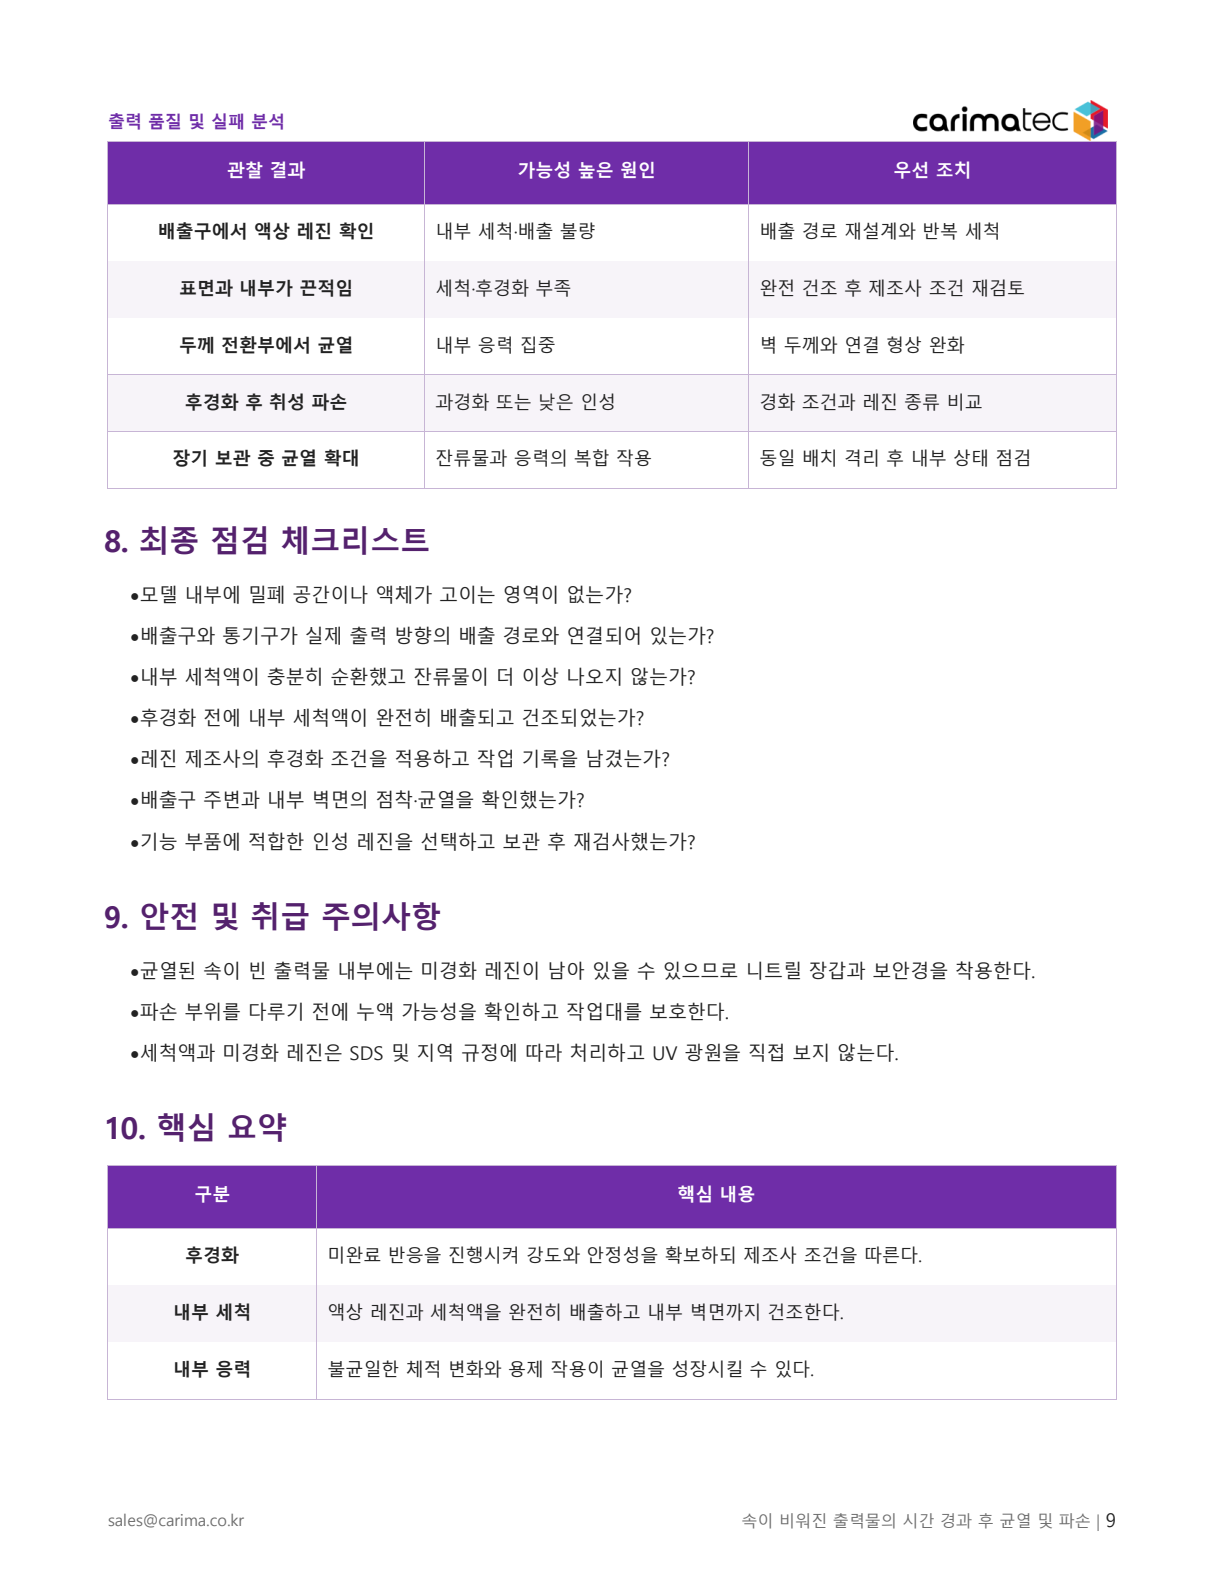 출력 품질 및 실패 분석
carimatec
관찰 결과 가능성 높은 원인 우선 조치
배출구에서 액상 레진 확인 내부 세척·배출 불량 배출 경로 재설계와 반복 세척
표면과 내부가 끈적임 세척·후경화 부족 완전 건조 후 제조사 조건 재검토
두께 전환부에서 균열 내부 응력 집중 벽 두께와 연결 형상 완화
후경화 후 취성 파손 과경화 또는 낮은 인성 경화 조건과 레진 종류 비교
장기 보관 중 균열 확대 잔류물과 응력의 복합 작용 동일 배치 격리 후 내부 상태 점검
8. 최종 점검 체크리스트
●모델 내부에 밀폐 공간이나 액체가 고이는 영역이 없는가?
●배출구와 통기구가 실제 출력 방향의 배출 경로와 연결되어 있는가?
●내부 세척액이 충분히 순환했고 잔류물이 더 이상 나오지 않는가?
●후경화 전에 내부 세척액이 완전히 배출되고 건조되었는가?
●레진 제조사의 후경화 조건을 적용하고 작업 기록을 남겼는가?
●배출구 주변과 내부 벽면의 점착·균열을 확인했는가?
●기능 부품에 적합한 인성 레진을 선택하고 보관 후 재검사했는가?
9. 안전 및 취급 주의사항
●균열된 속이 빈 출력물 내부에는 미경화 레진이 남아 있을 수 있으므로 니트릴 장갑과 보안경을 착용한다.
●파손 부위를 다루기 전에 누액 가능성을 확인하고 작업대를 보호한다.
●세척액과 미경화 레진은 SDS 및 지역 규정에 따라 처리하고 UV 광원을 직접 보지 않는다.
10. 핵심 요약
구분 핵심 내용
후경화 미완료 반응을 진행시켜 강도와 안정성을 확보하되 제조사 조건을 따른다.
내부 세척 액상 레진과 세척액을 완전히 배출하고 내부 벽면까지 건조한다.
내부 응력 불균일한 체적 변화와 용제 작용이 균열을 성장시킬 수 있다.
sales@carima.co.kr 속이 비워진 출력물의 시간 경과 후 균열 및 파손 | 9